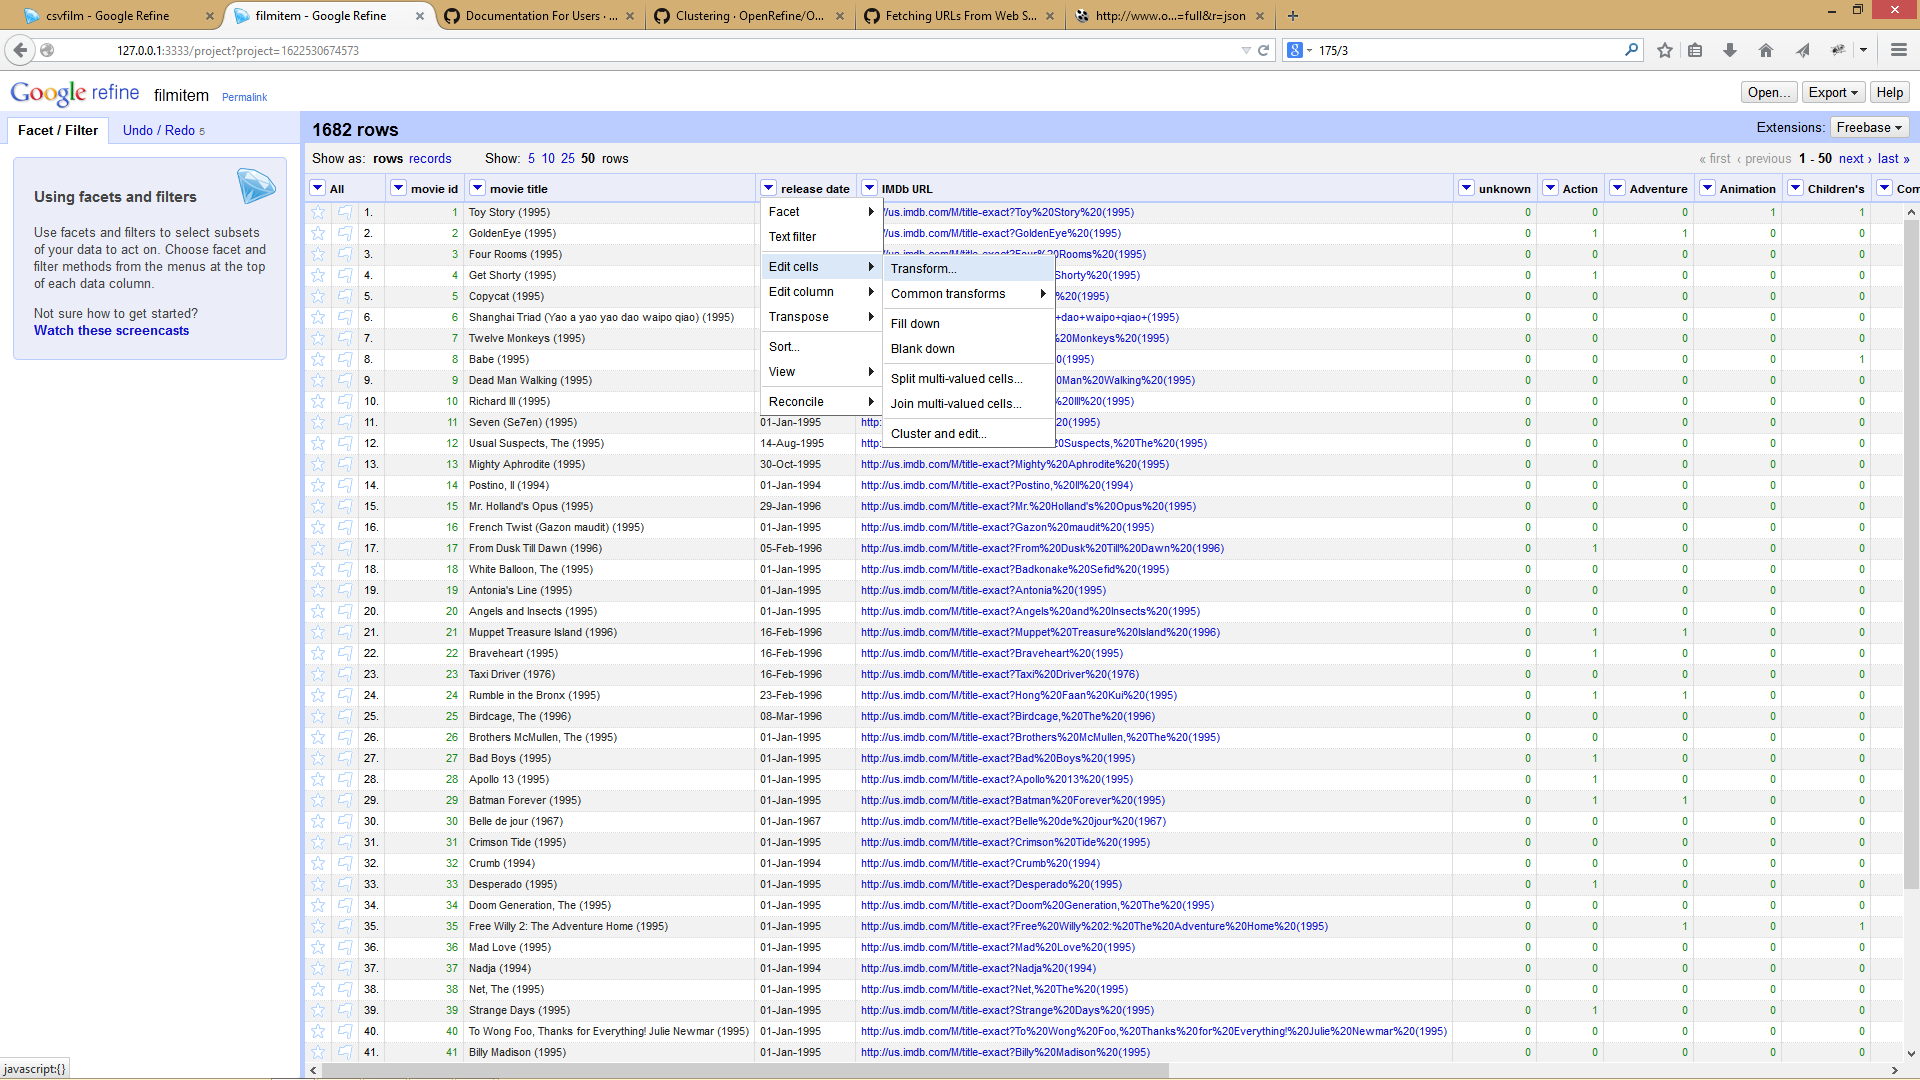 csvfilm - Google Refine
filmitem - Google Refine
Documentation For Users · ...
Clustering · OpenRefine/O...
Fetching URLs From Web S...
http://www.o...=full&r=json
127.0.0.1:3333/project?project=1622530674573
175/3
Google refine filmitem Permalink
Open... Export Help
Facet / Filter Undo / Redo 5
1682 rows
Extensions: Freebase
Show as: rows records Show: 5 10 25 50 rows
« first ‹ previous 1 - 50 next › last »
Using facets and filters
Use facets and filters to select subsets
of your data to act on. Choose facet and
filter methods from the menus at the top
of each data column.
Not sure how to get started?
Watch these screencasts
All movie id movie title release date IMDb URL unknown Action Adventure Animation Children's Com
1. 1 Toy Story (1995) //us.imdb.com/M/title-exact?Toy%20Story%20(1995) 0 0 0 1 1
2. 2 GoldenEye (1995) //us.imdb.com/M/title-exact?GoldenEye%20(1995) 0 1 1 0 0
3. 3 Four Rooms (1995) //us.imdb.com/M/title-exact?Four%20Rooms%20(1995) 0 0 0 0 0
4. 4 Get Shorty (1995) Shorty%20(1995) 0 1 0 0 0
5. 5 Copycat (1995) %20(1995) 0 0 0 0 0
6. 6 Shanghai Triad (Yao a yao yao dao waipo qiao) (1995) +dao+waipo+qiao+(1995) 0 0 0 0 0
7. 7 Twelve Monkeys (1995) %20Monkeys%20(1995) 0 0 0 0 0
8. 8 Babe (1995) 0(1995) 0 0 0 0 1
9. 9 Dead Man Walking (1995) 0Man%20Walking%20(1995) 0 0 0 0 0
10. 10 Richard III (1995) %20III%20(1995) 0 0 0 0 0
11. 11 Seven (Se7en) (1995) 01-Jan-1995 http: 20(1995) 0 0 0 0 0
12. 12 Usual Suspects, The (1995) 14-Aug-1995 http: 0Suspects,%20The%20(1995) 0 0 0 0 0
13. 13 Mighty Aphrodite (1995) 30-Oct-1995 http://us.imdb.com/M/title-exact?Mighty%20Aphrodite%20(1995) 0 0 0 0 0
14. 14 Postino, Il (1994) 01-Jan-1994 http://us.imdb.com/M/title-exact?Postino,%20Il%20(1994) 0 0 0 0 0
15. 15 Mr. Holland's Opus (1995) 29-Jan-1996 http://us.imdb.com/M/title-exact?Mr.%20Holland's%20Opus%20(1995) 0 0 0 0 0
16. 16 French Twist (Gazon maudit) (1995) 01-Jan-1995 http://us.imdb.com/M/title-exact?Gazon%20maudit%20(1995) 0 0 0 0 0
17. 17 From Dusk Till Dawn (1996) 05-Feb-1996 http://us.imdb.com/M/title-exact?From%20Dusk%20Till%20Dawn%20(1996) 0 1 0 0 0
18. 18 White Balloon, The (1995) 01-Jan-1995 http://us.imdb.com/M/title-exact?Badkonake%20Sefid%20(1995) 0 0 0 0 0
19. 19 Antonia's Line (1995) 01-Jan-1995 http://us.imdb.com/M/title-exact?Antonia%20(1995) 0 0 0 0 0
20. 20 Angels and Insects (1995) 01-Jan-1995 http://us.imdb.com/M/title-exact?Angels%20and%20Insects%20(1995) 0 0 0 0 0
21. 21 Muppet Treasure Island (1996) 16-Feb-1996 http://us.imdb.com/M/title-exact?Muppet%20Treasure%20Island%20(1996) 0 1 1 0 0
22. 22 Braveheart (1995) 16-Feb-1996 http://us.imdb.com/M/title-exact?Braveheart%20(1995) 0 1 0 0 0
23. 23 Taxi Driver (1976) 16-Feb-1996 http://us.imdb.com/M/title-exact?Taxi%20Driver%20(1976) 0 0 0 0 0
24. 24 Rumble in the Bronx (1995) 23-Feb-1996 http://us.imdb.com/M/title-exact?Hong%20Faan%20Kui%20(1995) 0 1 1 0 0
25. 25 Birdcage, The (1996) 08-Mar-1996 http://us.imdb.com/M/title-exact?Birdcage,%20The%20(1996) 0 0 0 0 0
26. 26 Brothers McMullen, The (1995) 01-Jan-1995 http://us.imdb.com/M/title-exact?Brothers%20McMullen,%20The%20(1995) 0 0 0 0 0
27. 27 Bad Boys (1995) 01-Jan-1995 http://us.imdb.com/M/title-exact?Bad%20Boys%20(1995) 0 1 0 0 0
28. 28 Apollo 13 (1995) 01-Jan-1995 http://us.imdb.com/M/title-exact?Apollo%2013%20(1995) 0 1 0 0 0
29. 29 Batman Forever (1995) 01-Jan-1995 http://us.imdb.com/M/title-exact?Batman%20Forever%20(1995) 0 1 1 0 0
30. 30 Belle de jour (1967) 01-Jan-1967 http://us.imdb.com/M/title-exact?Belle%20de%20jour%20(1967) 0 0 0 0 0
31. 31 Crimson Tide (1995) 01-Jan-1995 http://us.imdb.com/M/title-exact?Crimson%20Tide%20(1995) 0 0 0 0 0
32. 32 Crumb (1994) 01-Jan-1994 http://us.imdb.com/M/title-exact?Crumb%20(1994) 0 0 0 0 0
33. 33 Desperado (1995) 01-Jan-1995 http://us.imdb.com/M/title-exact?Desperado%20(1995) 0 1 0 0 0
34. 34 Doom Generation, The (1995) 01-Jan-1995 http://us.imdb.com/M/title-exact?Doom%20Generation,%20The%20(1995) 0 0 0 0 0
35. 35 Free Willy 2: The Adventure Home (1995) 01-Jan-1995 http://us.imdb.com/M/title-exact?Free%20Willy%202:%20The%20Adventure%20Home%20(1995) 0 0 1 0 1
36. 36 Mad Love (1995) 01-Jan-1995 http://us.imdb.com/M/title-exact?Mad%20Love%20(1995) 0 0 0 0 0
37. 37 Nadja (1994) 01-Jan-1994 http://us.imdb.com/M/title-exact?Nadja%20(1994) 0 0 0 0 0
38. 38 Net, The (1995) 01-Jan-1995 http://us.imdb.com/M/title-exact?Net,%20The%20(1995) 0 0 0 0 0
39. 39 Strange Days (1995) 01-Jan-1995 http://us.imdb.com/M/title-exact?Strange%20Days%20(1995) 0 1 0 0 0
40. 40 To Wong Foo, Thanks for Everything! Julie Newmar (1995) 01-Jan-1995 http://us.imdb.com/M/title-exact?To%20Wong%20Foo,%20Thanks%20for%20Everything!%20Julie%20Newmar%20(1995) 0 0 0 0 0
41. 41 Billy Madison (1995) 01-Jan-1995 http://us.imdb.com/M/title-exact?Billy%20Madison%20(1995) 0 0 0 0 0
Facet
Text filter
Edit cells
Edit column
Transpose
Sort...
View
Reconcile
Transform...
Common transforms
Fill down
Blank down
Split multi-valued cells...
Join multi-valued cells...
Cluster and edit...
javascript:{}